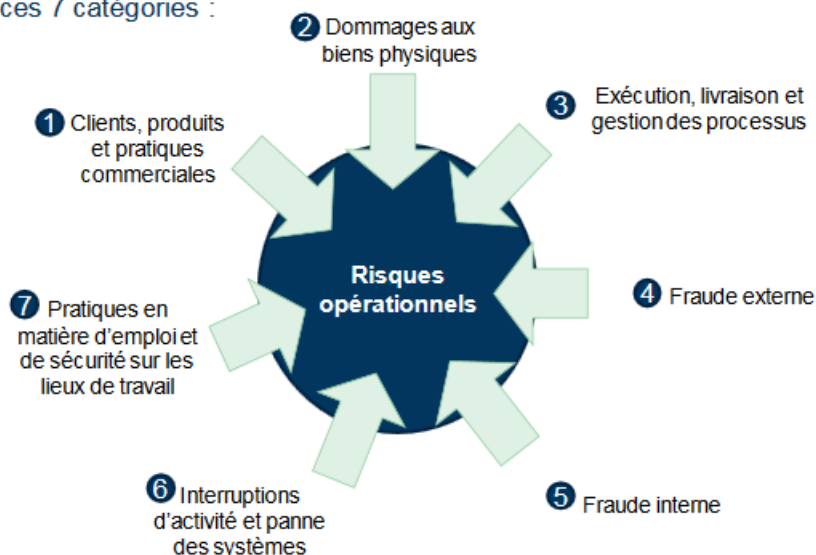 ces 7 catégories :
2 Dommages aux
biens physiques
1 Clients, produits
et pratiques
commerciales
3 Exécution, livraison et
gestion des processus
Risques
opérationnels
4 Fraude externe
7 Pratiques en
matière d'emploi et
de sécurité sur les
lieux de travail
6 Interruptions
d'activité et panne
des systèmes
5 Fraude interne